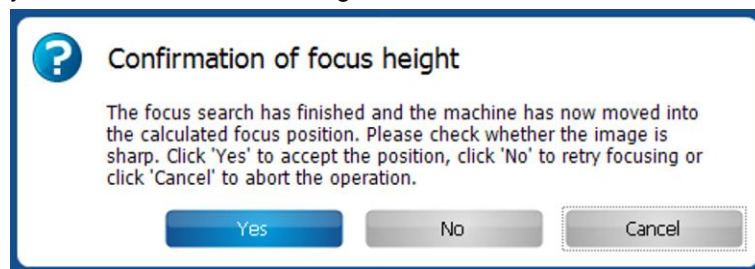 Confirmation of focus height
The focus search has finished and the machine has now moved into
the calculated focus position. Please check whether the image is
sharp. Click 'Yes' to accept the position, click 'No' to retry focusing or
click 'Cancel' to abort the operation.
Yes No Cancel